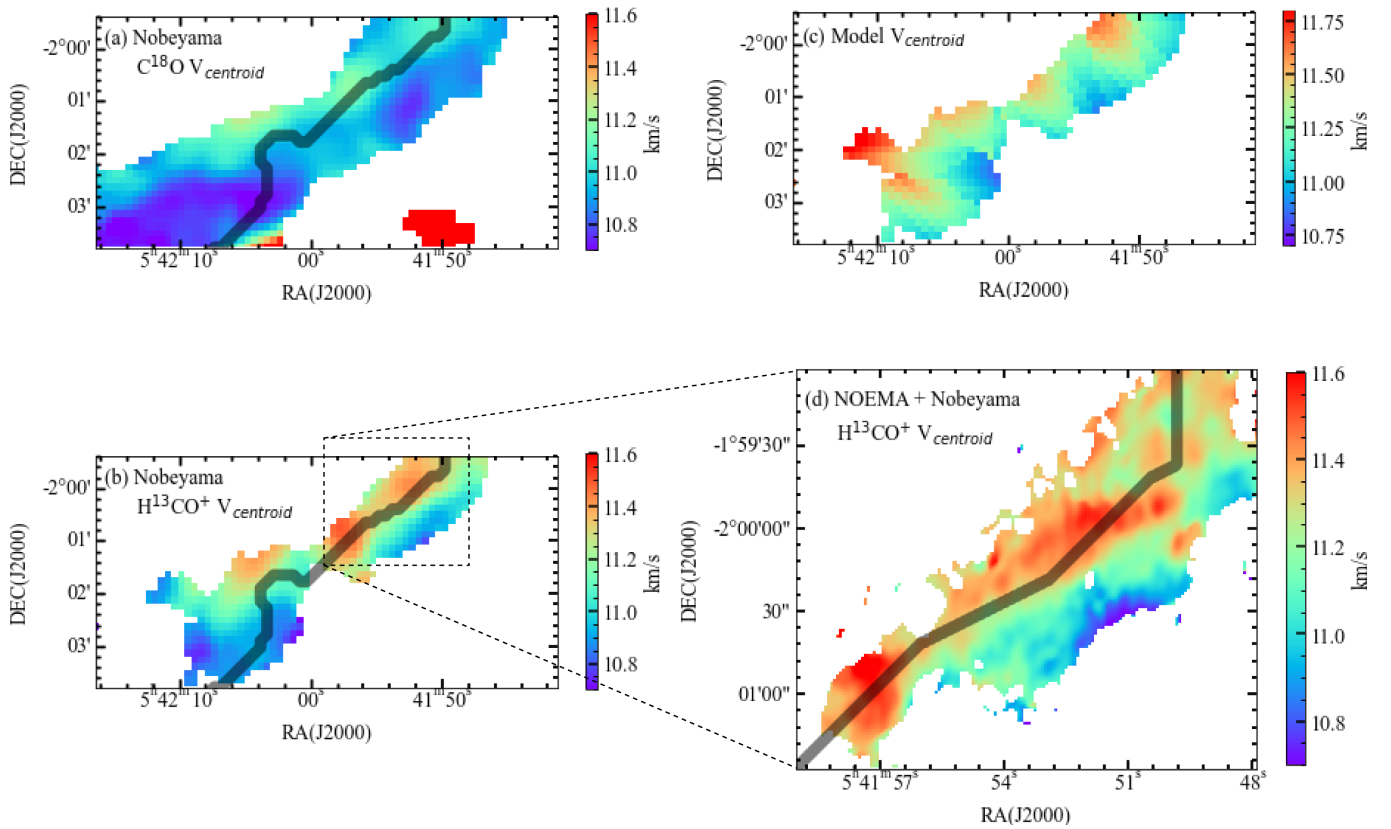 (a) Nobeyama
C¹⁸O V_centroid
-2°00'
01'
02'
03'
DEC(J2000)
5ʰ42ᵐ10ˢ
00ˢ
41ᵐ50ˢ
RA(J2000)
11.6
11.4
11.2
11.0
10.8
km/s
(c) Model V_centroid
-2°00'
01'
02'
03'
DEC(J2000)
5ʰ42ᵐ10ˢ
00ˢ
41ᵐ50ˢ
RA(J2000)
11.75
11.50
11.25
11.00
10.75
km/s
(b) Nobeyama
H¹³CO⁺ V_centroid
-2°00'
01'
02'
03'
DEC(J2000)
5ʰ42ᵐ10ˢ
00ˢ
41ᵐ50ˢ
RA(J2000)
11.6
11.4
11.2
11.0
10.8
km/s
(d) NOEMA + Nobeyama
H¹³CO⁺ V_centroid
-1°59'30"
-2°00'00"
30"
01'00"
DEC(J2000)
5ʰ41ᵐ57ˢ
54ˢ
51ˢ
48ˢ
RA(J2000)
11.6
11.4
11.2
11.0
10.8
km/s